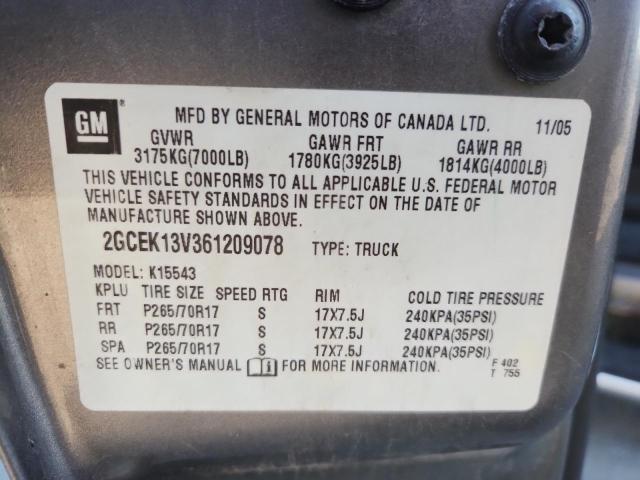 GM
MFD BY GENERAL MOTORS OF CANADA LTD. 11/05
GVWR GAWR FRT GAWR RR
3175KG(7000LB) 1780KG(3925LB) 1814KG(4000LB)
THIS VEHICLE CONFORMS TO ALL APPLICABLE U.S. FEDERAL MOTOR
VEHICLE SAFETY STANDARDS IN EFFECT ON THE DATE OF
MANUFACTURE SHOWN ABOVE.
2GCEK13V361209078 TYPE: TRUCK
MODEL: K15543
KPLU TIRE SIZE SPEED RTG RIM COLD TIRE PRESSURE
FRT P265/70R17 S 17X7.5J 240KPA(35PSI)
RR P265/70R17 S 17X7.5J 240KPA(35PSI)
SPA P265/70R17 S 17X7.5J 240KPA(35PSI)
SEE OWNER'S MANUAL FOR MORE INFORMATION. F 402
T 755